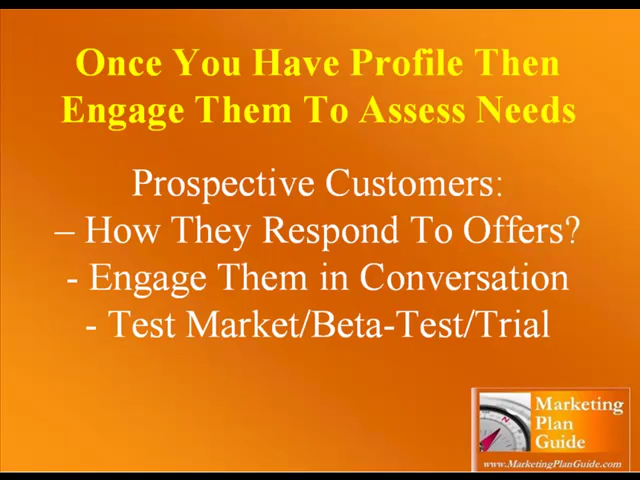 Once You Have Profile Then
Engage Them To Assess Needs
Prospective Customers:
– How They Respond To Offers?
- Engage Them in Conversation
- Test Market/Beta-Test/Trial
N
Marketing
Plan
Guide
www.MarketingPlanGuide.com